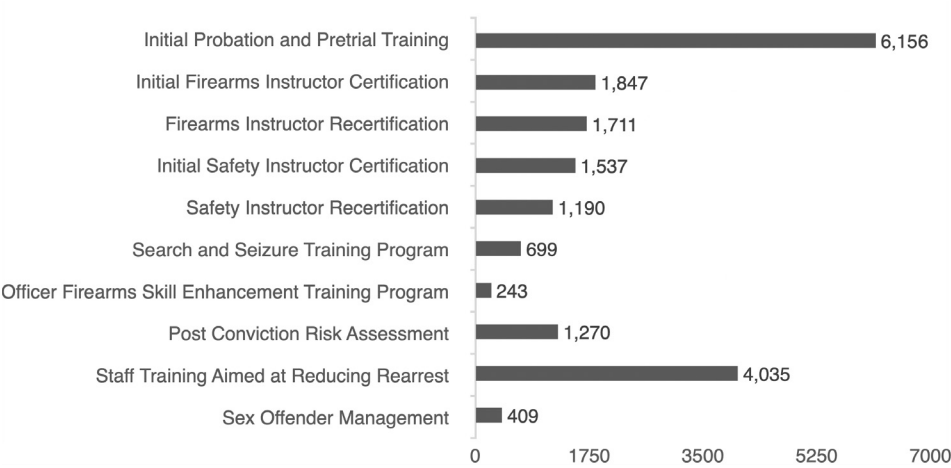 Initial Probation and Pretrial Training 6,156
Initial Firearms Instructor Certification 1,847
Firearms Instructor Recertification 1,711
Initial Safety Instructor Certification 1,537
Safety Instructor Recertification 1,190
Search and Seizure Training Program 699
Officer Firearms Skill Enhancement Training Program 243
Post Conviction Risk Assessment 1,270
Staff Training Aimed at Reducing Rearrest 4,035
Sex Offender Management 409
0 1750 3500 5250 7000